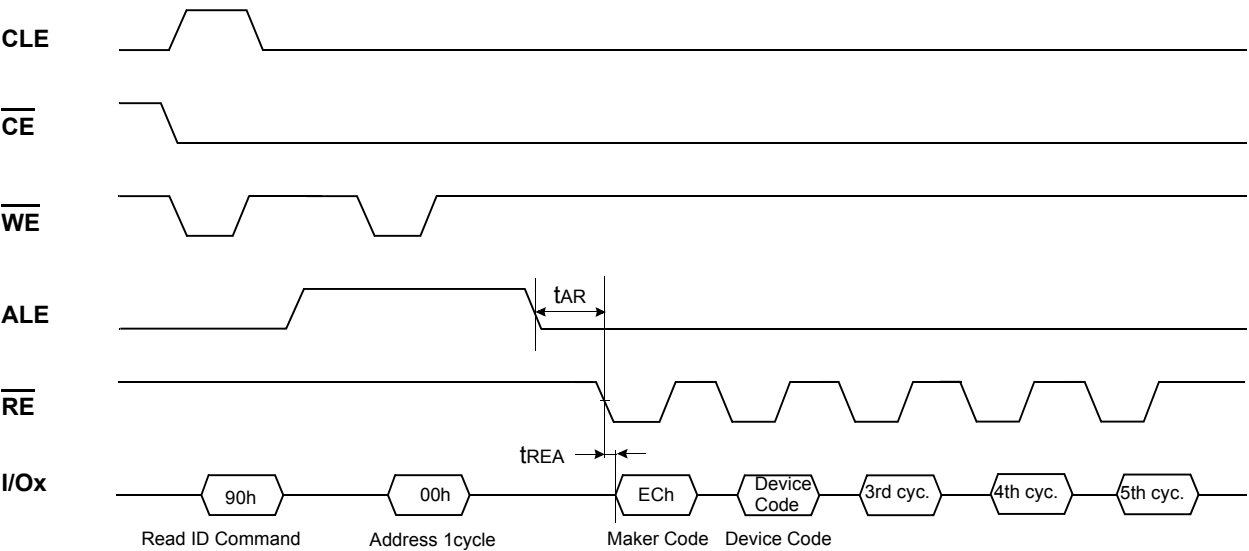 CLE
CE
WE
ALE
tAR
RE
tREA
I/Ox
90h
00h
ECh
Device
Code
3rd cyc.
4th cyc.
5th cyc.
Read ID Command
Address 1cycle
Maker Code
Device Code